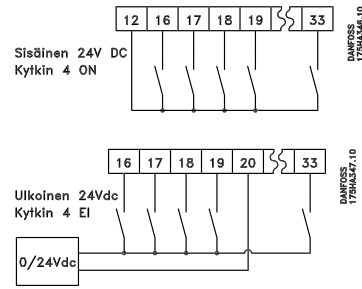 12 16 17 18 19 33
Sisäinen 24V DC
Kytkin 4 ON
DANFOSS
175HA346.10
16 17 18 19 20 33
Ulkoinen 24Vdc
Kytkin 4 EI
0/24Vdc
DANFOSS
175HA347.10